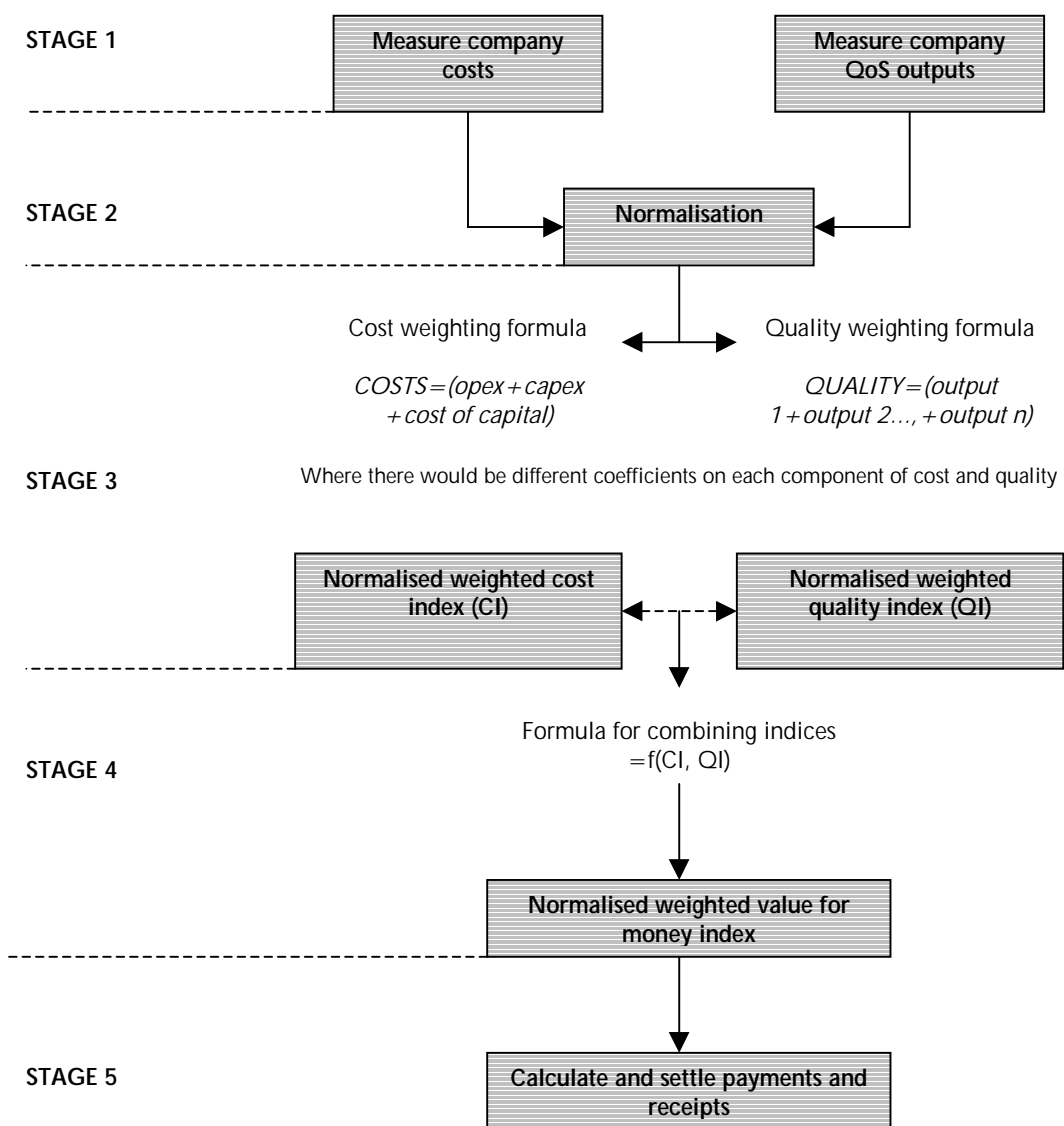 STAGE 1
Measure company
costs
Measure company
QoS outputs
STAGE 2
Normalisation
Cost weighting formula
COSTS=(opex+capex
+cost of capital)
Quality weighting formula
QUALITY=(output
1+output 2…, +output n)
STAGE 3
Where there would be different coefficients on each component of cost and quality
Normalised weighted cost
index (CI)
Normalised weighted
quality index (QI)
Formula for combining indices
=f(CI, QI)
STAGE 4
Normalised weighted value for
money index
STAGE 5
Calculate and settle payments and
receipts